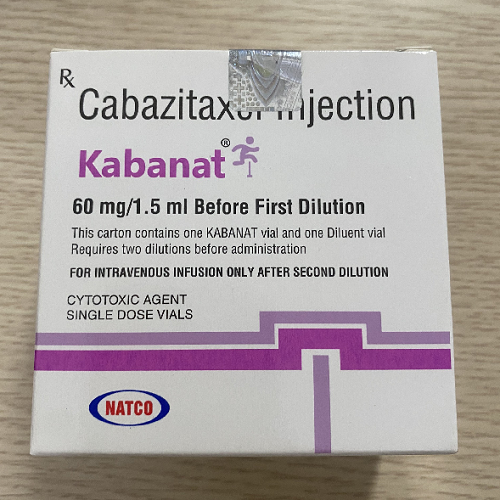 Rx
Cabazitaxel Injection
Kabanat®
60 mg/1.5 ml Before First Dilution
This carton contains one KABANAT vial and one Diluent vial
Requires two dilutions before administration
FOR INTRAVENOUS INFUSION ONLY AFTER SECOND DILUTION
CYTOTOXIC AGENT
SINGLE DOSE VIALS
NATCO